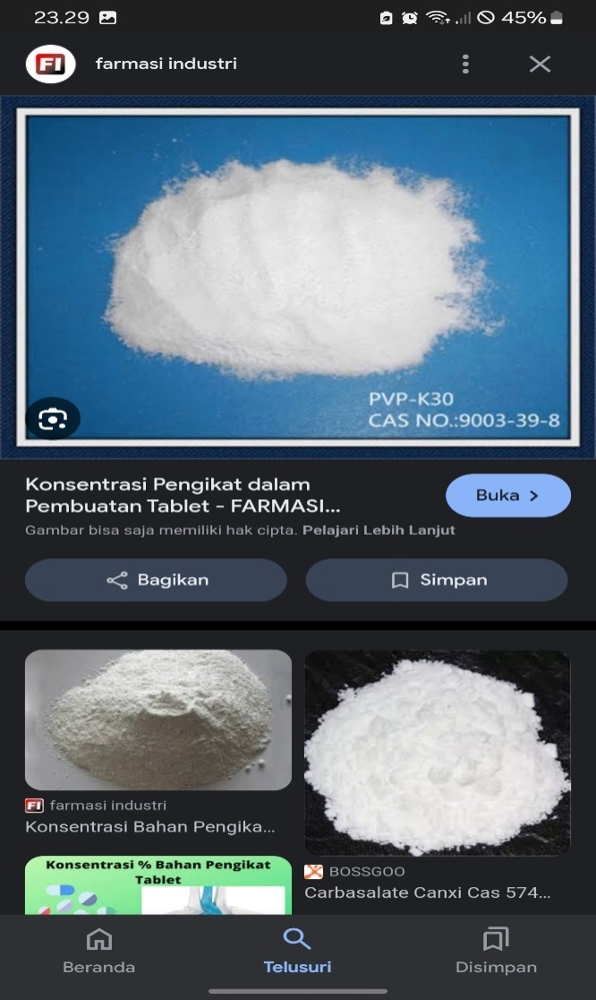 23.29
45%
FI
farmasi industri
PVP-K30
CAS NO.:9003-39-8
Konsentrasi Pengikat dalam
Pembuatan Tablet - FARMASI...
Buka >
Gambar bisa saja memiliki hak cipta. Pelajari Lebih Lanjut
Bagikan
Simpan
FI farmasi industri
Konsentrasi Bahan Pengika...
BOSSGOO
Carbasalate Canxi Cas 574...
Konsentrasi % Bahan Pengikat
Tablet
Beranda
Telusuri
Disimpan